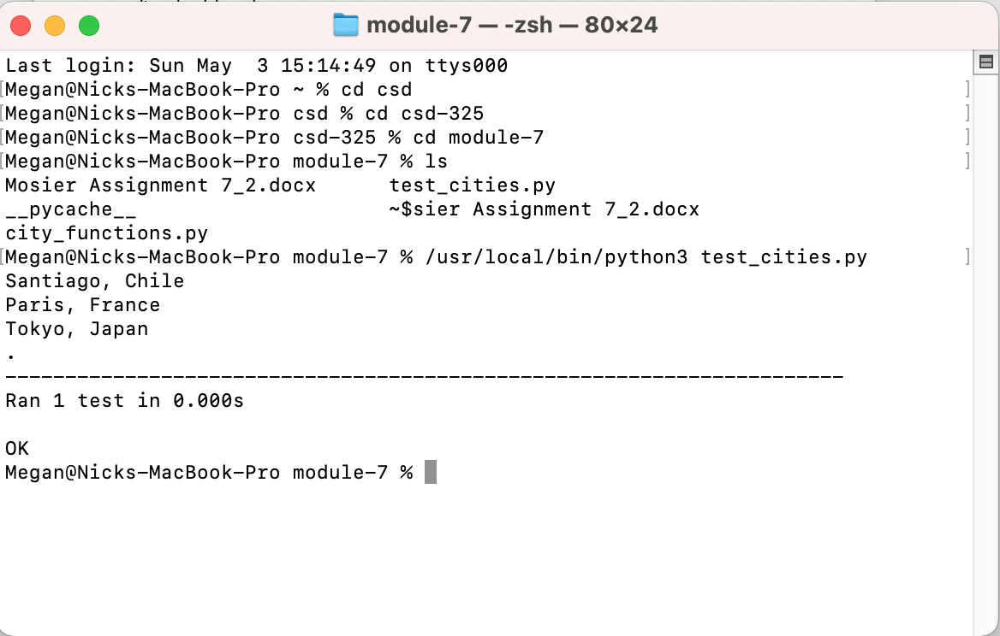 module-7 — -zsh — 80×24
Last login: Sun May  3 15:14:49 on ttys000
[Megan@Nicks-MacBook-Pro ~ % cd csd ]
[Megan@Nicks-MacBook-Pro csd % cd csd-325 ]
[Megan@Nicks-MacBook-Pro csd-325 % cd module-7 ]
[Megan@Nicks-MacBook-Pro module-7 % ls ]
Mosier Assignment 7_2.docx      test_cities.py
__pycache__                     ~$sier Assignment 7_2.docx
city_functions.py
[Megan@Nicks-MacBook-Pro module-7 % /usr/local/bin/python3 test_cities.py ]
Santiago, Chile
Paris, France
Tokyo, Japan
.
----------------------------------------------------------------------
Ran 1 test in 0.000s
OK
Megan@Nicks-MacBook-Pro module-7 %